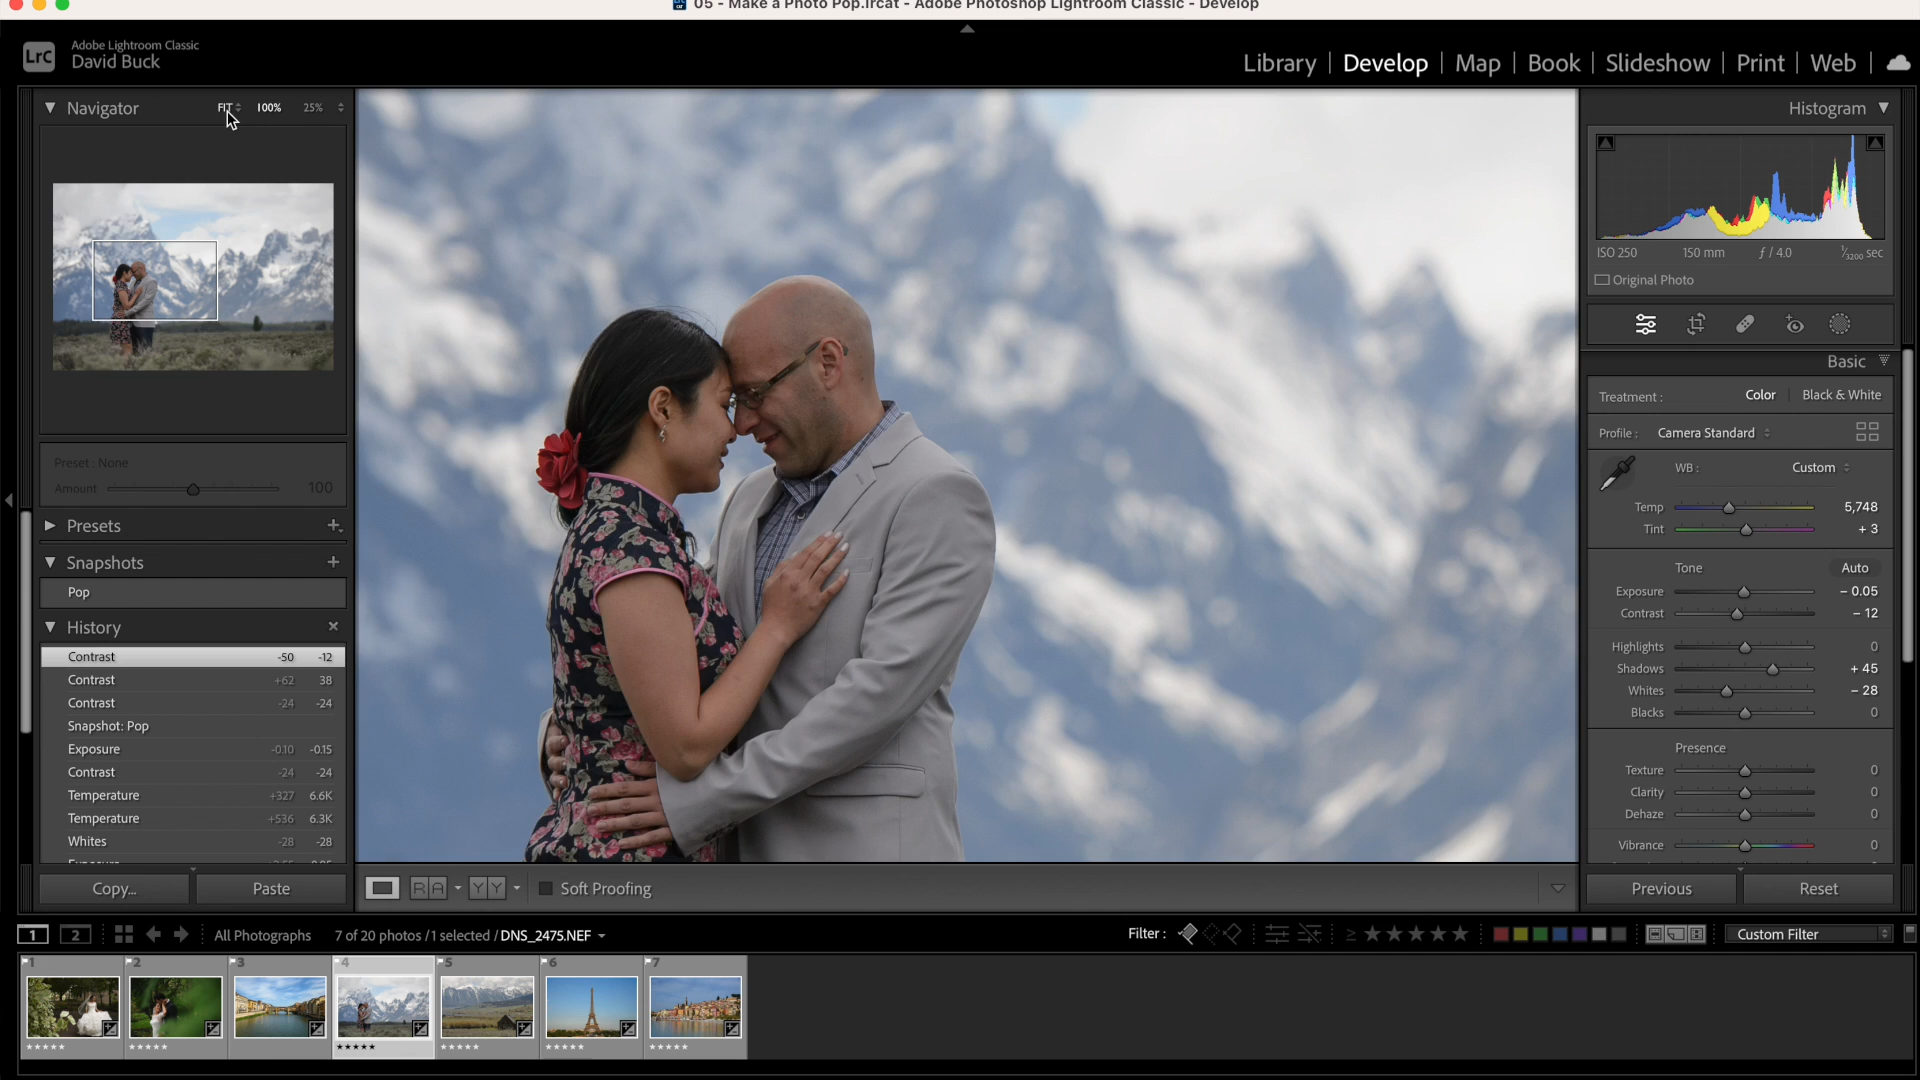 05 - Make a Photo Pop.lrcat - Adobe Photoshop Lightroom Classic - Develop
LrC
Adobe Lightroom Classic
David Buck
Library | Develop | Map | Book | Slideshow | Print | Web
Navigator FIT 100% 25%
Histogram
ISO 250 150 mm ƒ / 4.0 1/3200 sec
Original Photo
Basic
Treatment : Color Black & White
Profile : Camera Standard
WB : Custom
Temp 5,748
Tint + 3
Tone Auto
Exposure – 0.05
Contrast – 12
Highlights 0
Shadows + 45
Whites – 28
Blacks 0
Presence
Texture 0
Clarity 0
Dehaze 0
Vibrance 0
Previous Reset
Preset : None
Amount 100
Presets
Snapshots
Pop
History
Contrast -50 -12
Contrast +62 38
Contrast -24 -24
Snapshot: Pop
Exposure -0.10 -0.15
Contrast -24 -24
Temperature +327 6.6K
Temperature +536 6.3K
Whites -28 -28
Copy... Paste
R A Y Y Soft Proofing
1 2 All Photographs 7 of 20 photos / 1 selected / DNS_2475.NEF
Filter : ≥ ★★★★★ Custom Filter
1 2 3 4 5 6 7